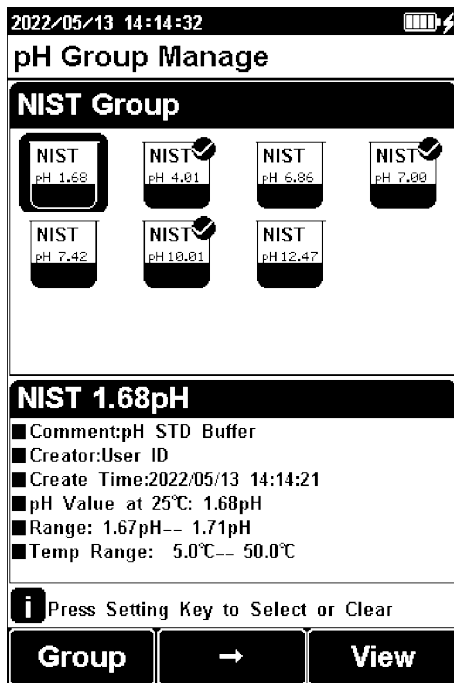 2022/05/13 14:14:32
pH Group Manage
NIST Group
NIST NIST NIST NIST
pH 1.68 pH 4.01 pH 6.86 pH 7.00
NIST NIST NIST
pH 7.42 pH 10.01 pH 12.47
NIST 1.68pH
Comment:pH STD Buffer
Creator:User ID
Create Time:2022/05/13 14:14:21
pH Value at 25℃: 1.68pH
Range: 1.67pH-- 1.71pH
Temp Range: 5.0℃-- 50.0℃
i Press Setting Key to Select or Clear
Group → View